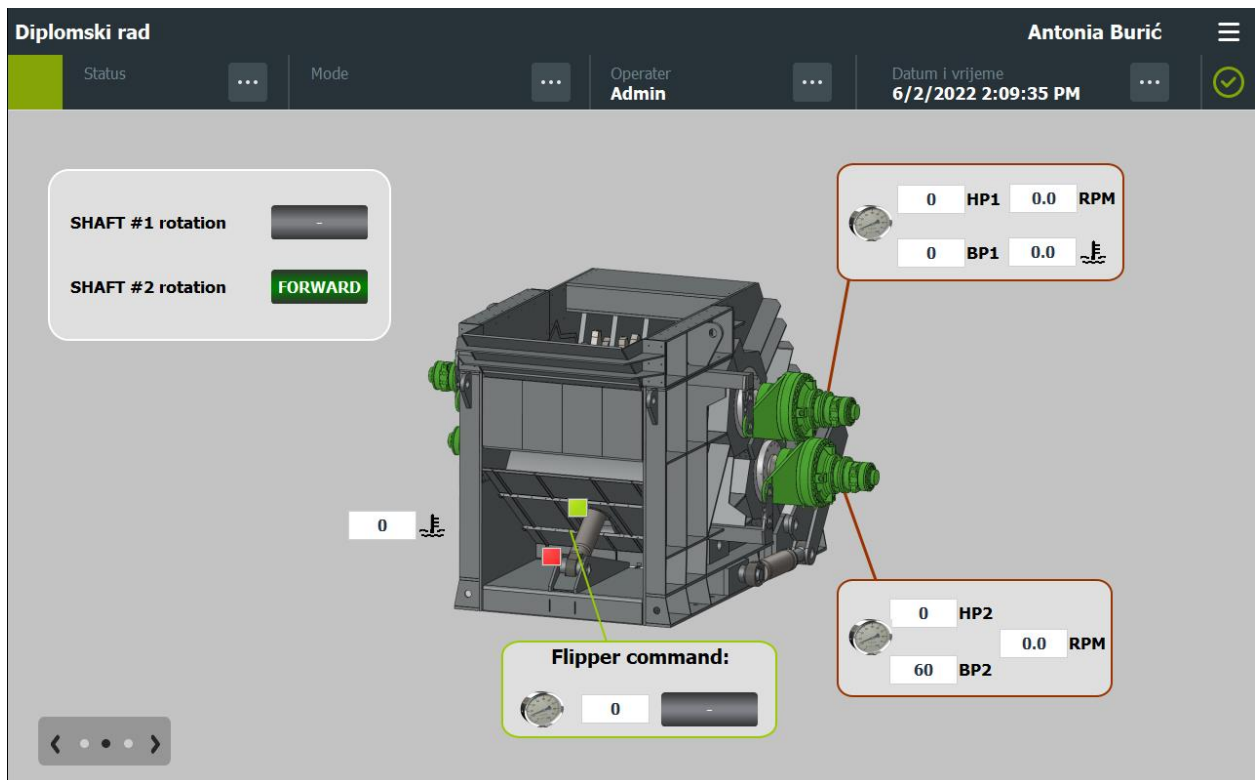 Diplomski rad
Antonia Burić
Status
...
Mode
...
Operater
Admin
...
Datum i vrijeme
6/2/2022 2:09:35 PM
...
SHAFT #1 rotation
-
SHAFT #2 rotation
FORWARD
0 HP1 0.0 RPM
0 BP1 0.0
0
0 HP2
0.0 RPM
60 BP2
Flipper command:
0 -